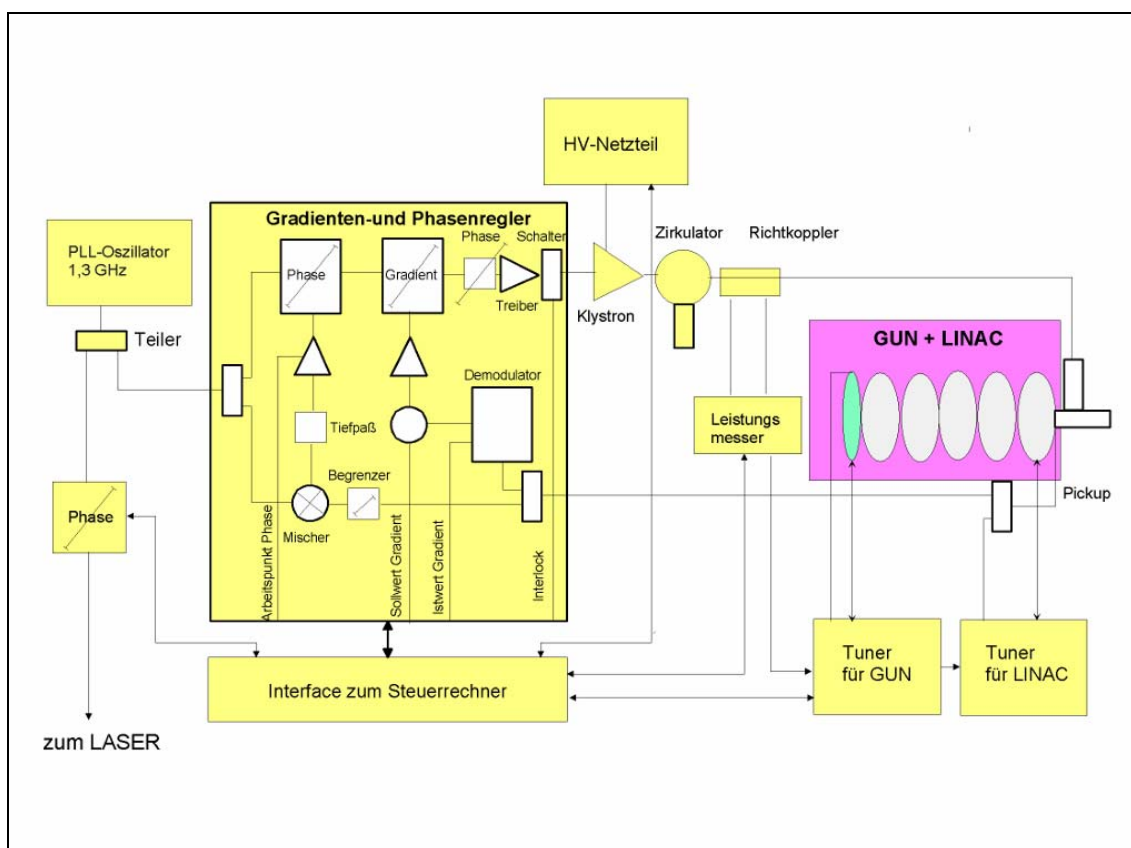 HV-Netzteil
Gradienten-und Phasenregler
PLL-Oszillator
1,3 GHz
Phase
Schalter
Zirkulator
Richtkoppler
Phase
Gradient
Treiber
Klystron
Teiler
GUN + LINAC
Demodulator
Leistungs
messer
Tiefpaß
Begrenzer
Pickup
Phase
Mischer
Arbeitspunkt Phase
Sollwert Gradient
Istwert Gradient
Interlock
Tuner
für GUN
Tuner
für LINAC
Interface zum Steuerrechner
zum LASER